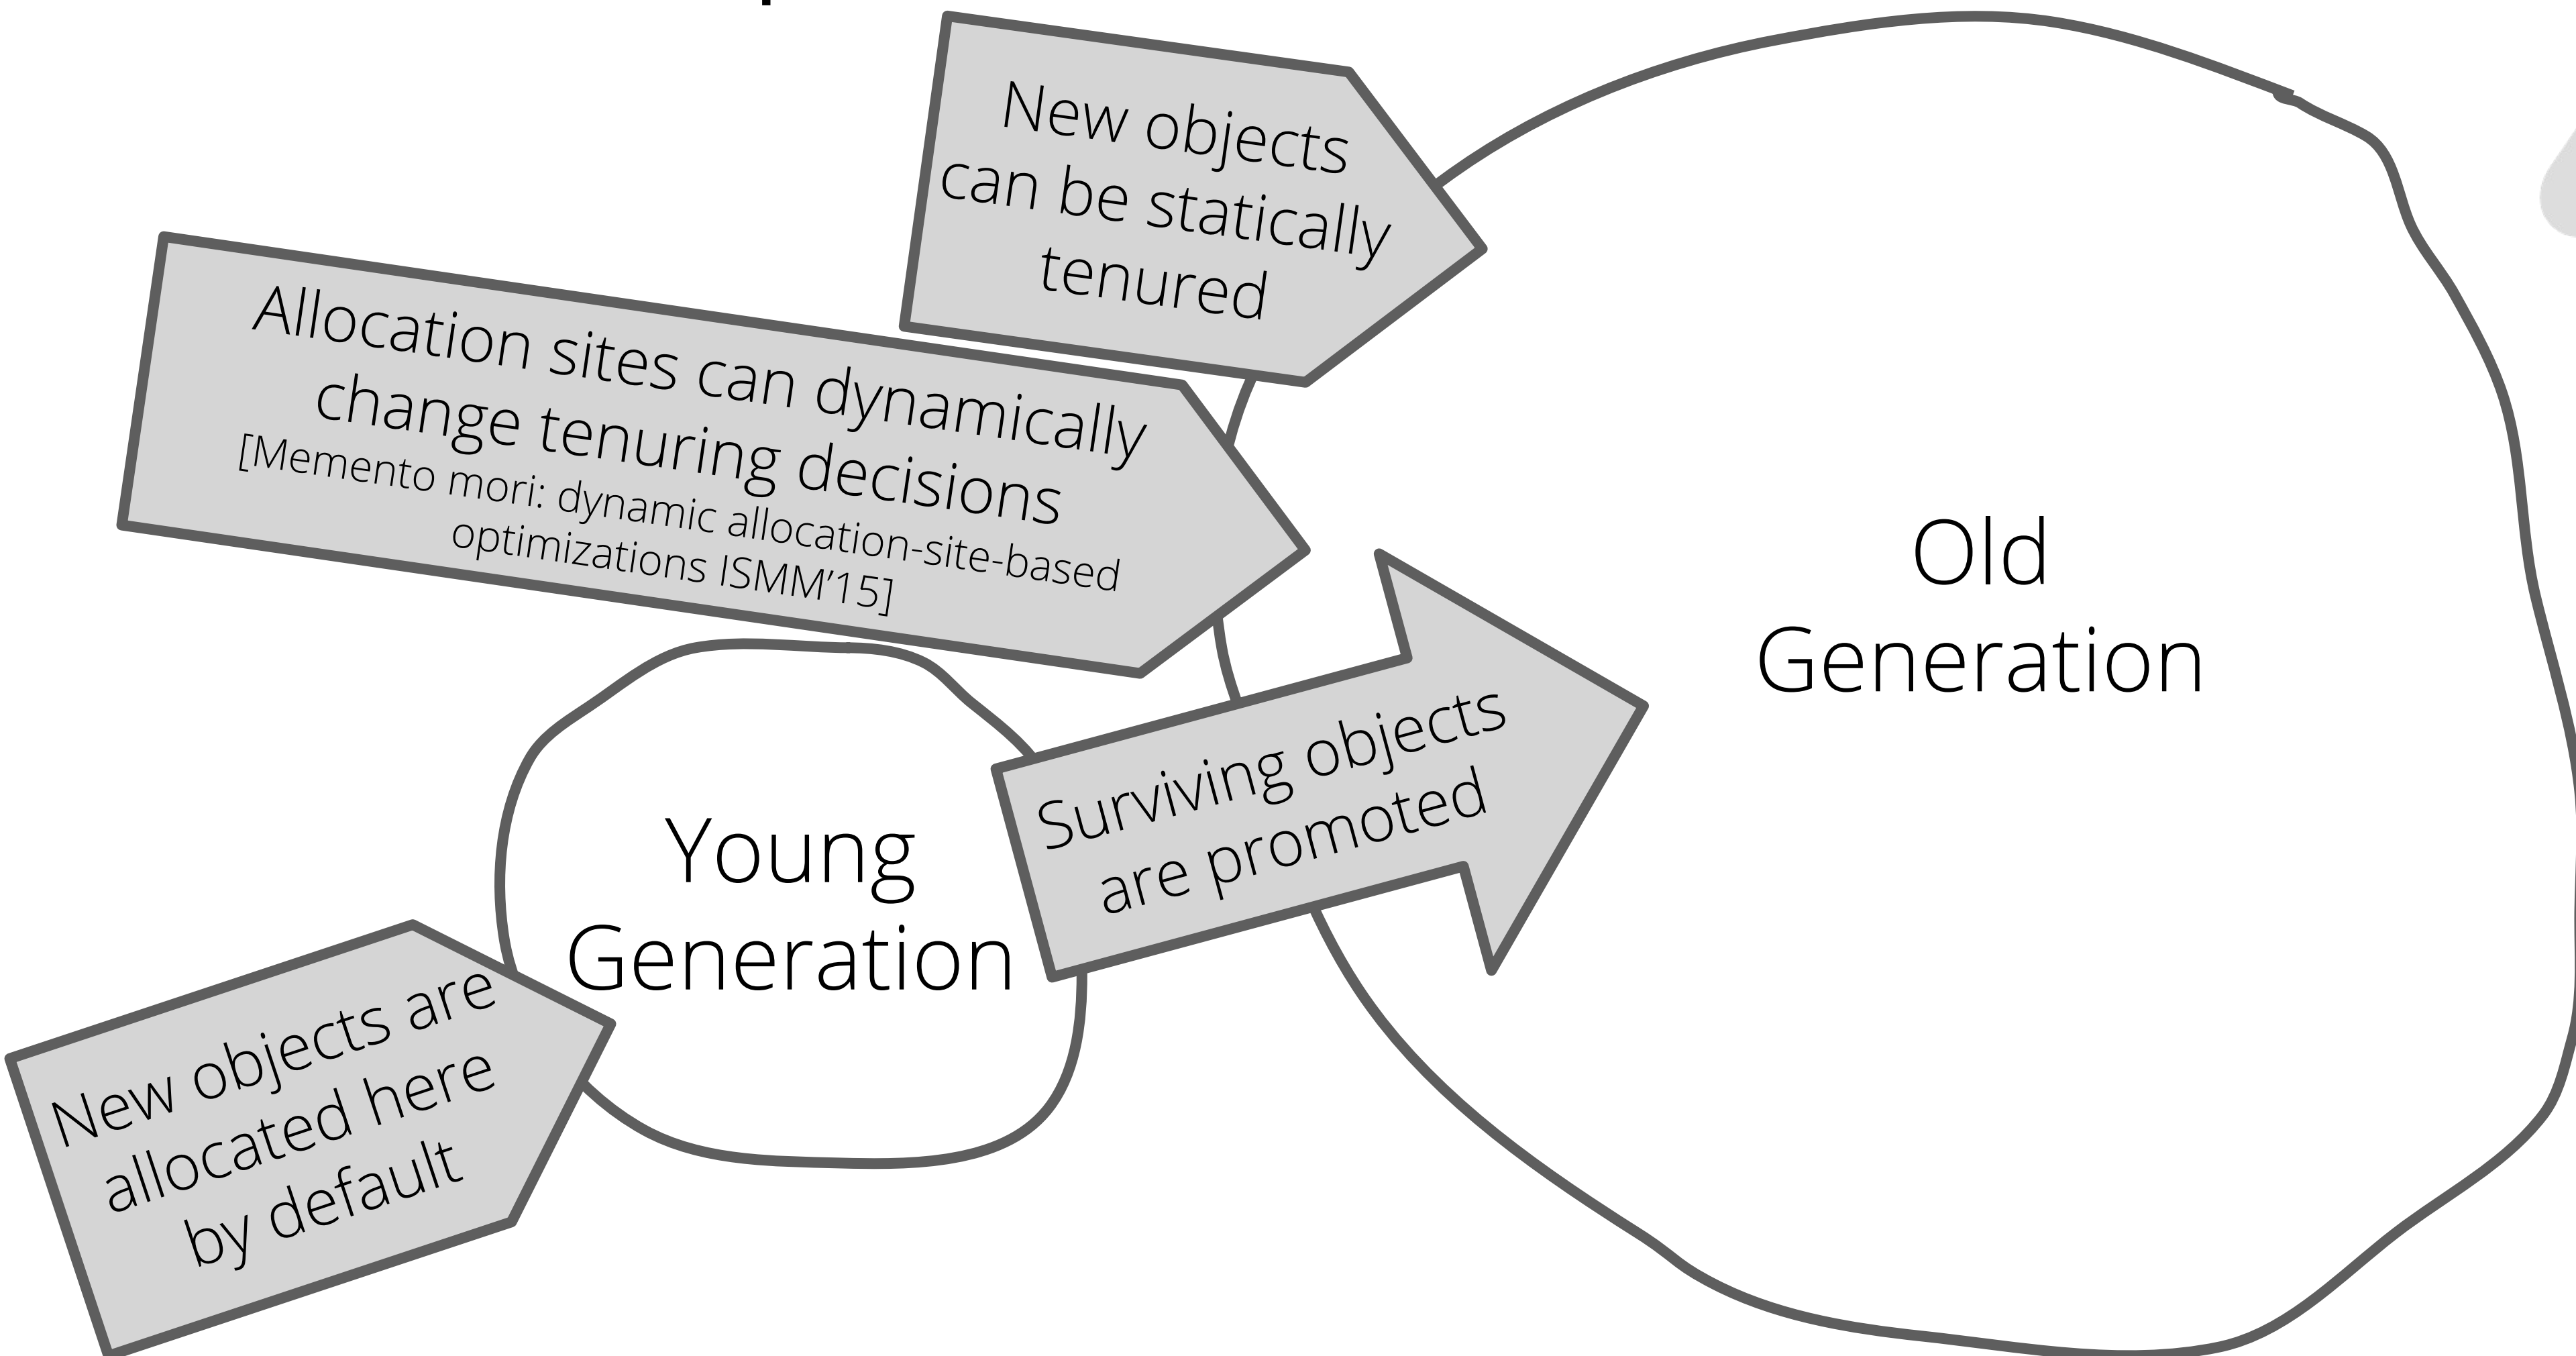 New objects
can be statically
tenured
Allocation sites can dynamically
change tenuring decisions
[Memento mori: dynamic allocation-site-based
optimizations ISMM’15]
Old
Generation
Surviving objects
are promoted
Young
Generation
New objects are
allocated here
by default